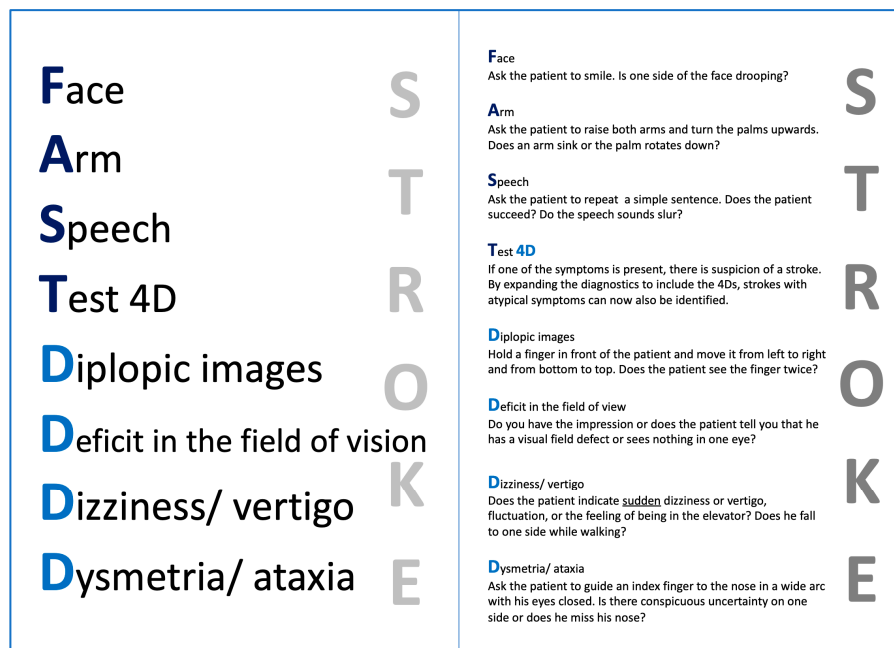 Face
Arm
Speech
Test 4D
Diplopic images
Deficit in the field of vision
Dizziness/ vertigo
Dysmetria/ ataxia
S
T
R
O
K
E
Face
Ask the patient to smile. Is one side of the face drooping?
Arm
Ask the patient to raise both arms and turn the palms upwards.
Does an arm sink or the palm rotates down?
Speech
Ask the patient to repeat a simple sentence. Does the patient
succeed? Do the speech sounds slur?
Test 4D
If one of the symptoms is present, there is suspicion of a stroke.
By expanding the diagnostics to include the 4Ds, strokes with
atypical symptoms can now also be identified.
Diplopic images
Hold a finger in front of the patient and move it from left to right
and from bottom to top. Does the patient see the finger twice?
Deficit in the field of view
Do you have the impression or does the patient tell you that he
has a visual field defect or sees nothing in one eye?
Dizziness/ vertigo
Does the patient indicate sudden dizziness or vertigo,
fluctuation, or the feeling of being in the elevator? Does he fall
to one side while walking?
Dysmetria/ ataxia
Ask the patient to guide an index finger to the nose in a wide arc
with his eyes closed. Is there conspicuous uncertainty on one
side or does he miss his nose?
S
T
R
O
K
E